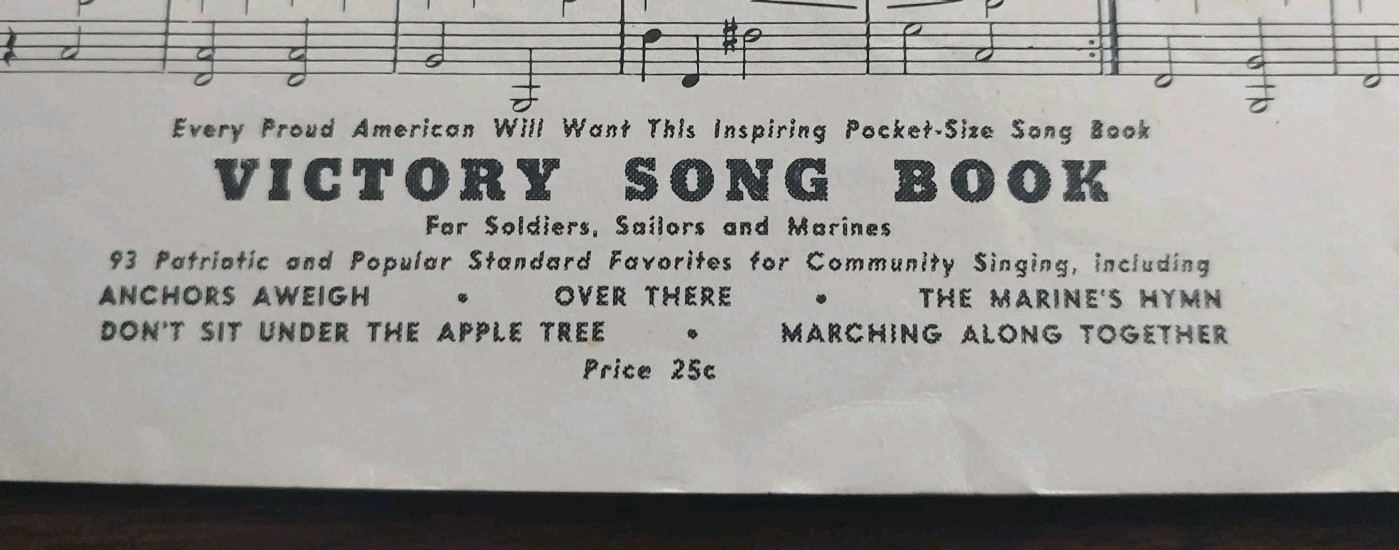 Every Proud American Will Want This Inspiring Pocket-Size Song Book
VICTORY SONG BOOK
For Soldiers, Sailors and Marines
93 Patriotic and Popular Standard Favorites for Community Singing, including
ANCHORS AWEIGH • OVER THERE • THE MARINE'S HYMN
DON'T SIT UNDER THE APPLE TREE • MARCHING ALONG TOGETHER
Price 25c